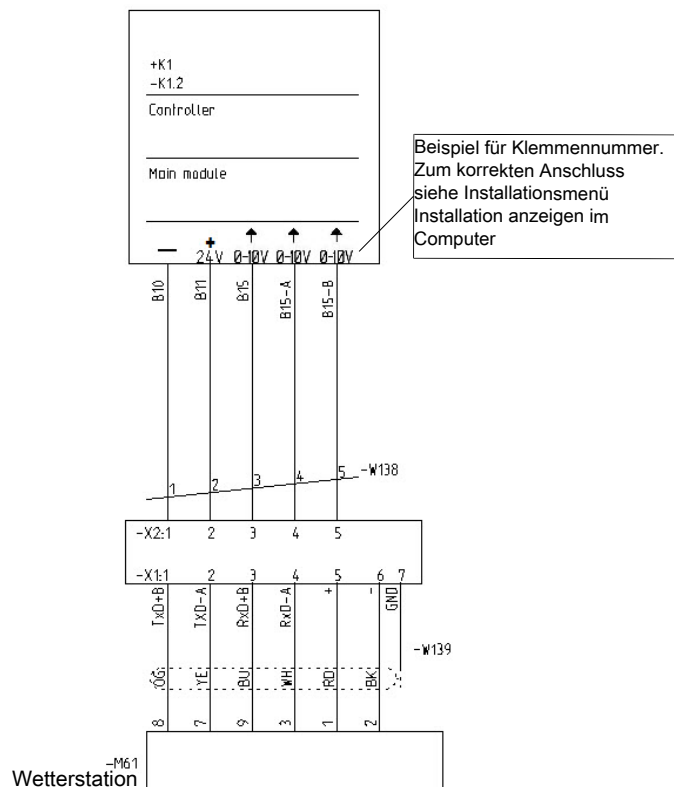 +K1
-K1.2
Controller
Main module
Beispiel für Klemmennummer.
Zum korrekten Anschluss
siehe Installationsmenü
Installation anzeigen im
Computer
— + 
24V 0-10V 0-10V 0-10V
B10 B11 B15 B15-A B15-B
1 2 3 4 5 -W138
-X2:1 2 3 4 5
-X1:1 2 3 4 5 6 7
TxD+B TxD-A RxD+B RxD-A + - GND
-W139
OG YE BU WH RD BK
8 7 9 3 1 2
-M61
Wetterstation